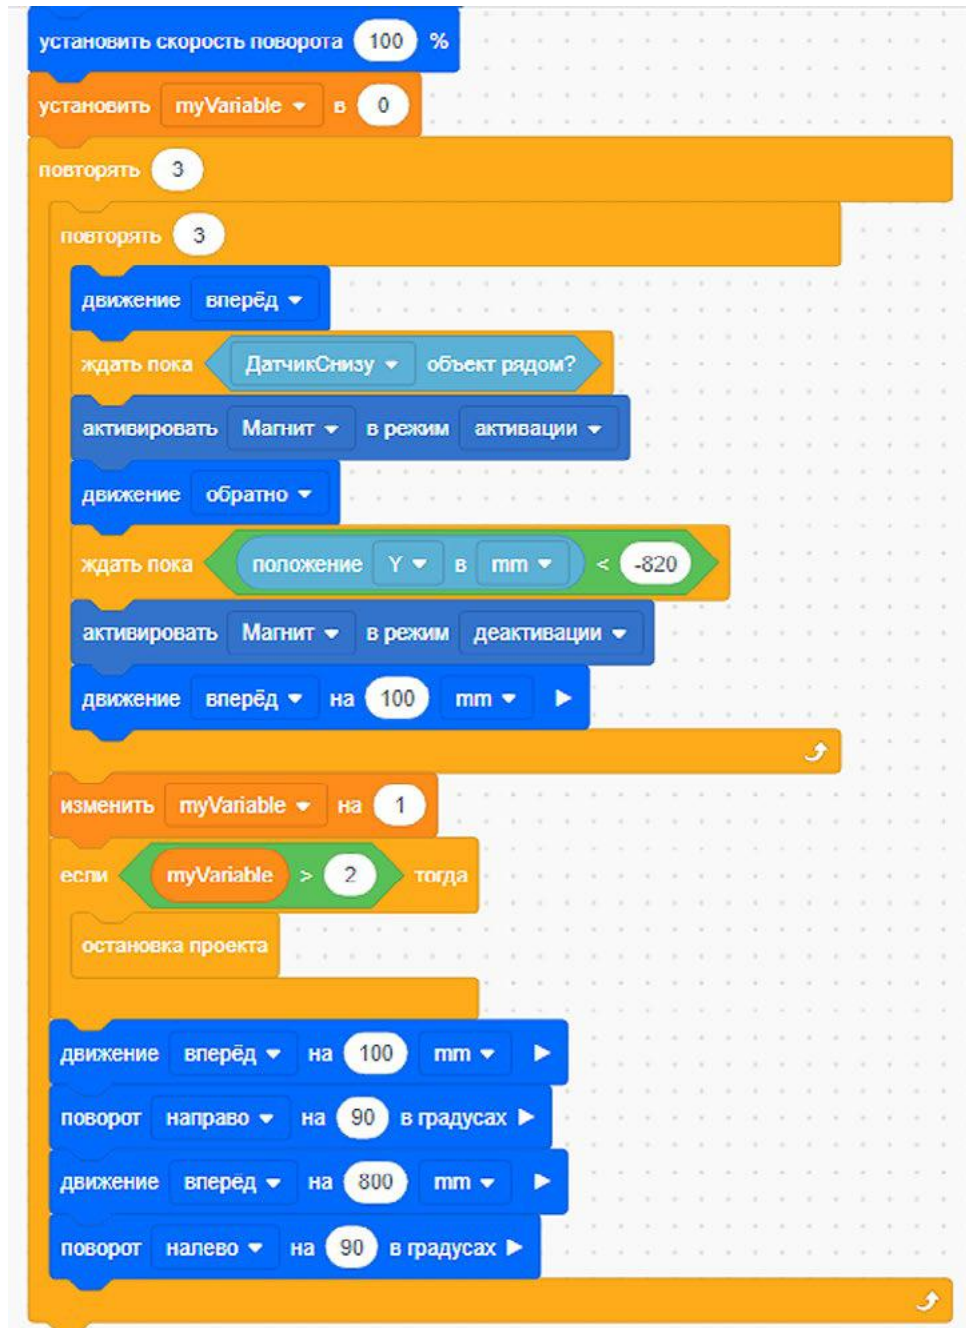 установить скорость поворота 100 %
установить myVariable в 0
повторять 3
повторять 3
движение вперёд
ждать пока ДатчикСнизу объект рядом?
активировать Магнит в режим активации
движение обратно
ждать пока положение Y в mm < -820
активировать Магнит в режим деактивации
движение вперёд на 100 mm
изменить myVariable на 1
если myVariable > 2 тогда
остановка проекта
движение вперёд на 100 mm
поворот направо на 90 в градусах
движение вперёд на 800 mm
поворот налево на 90 в градусах